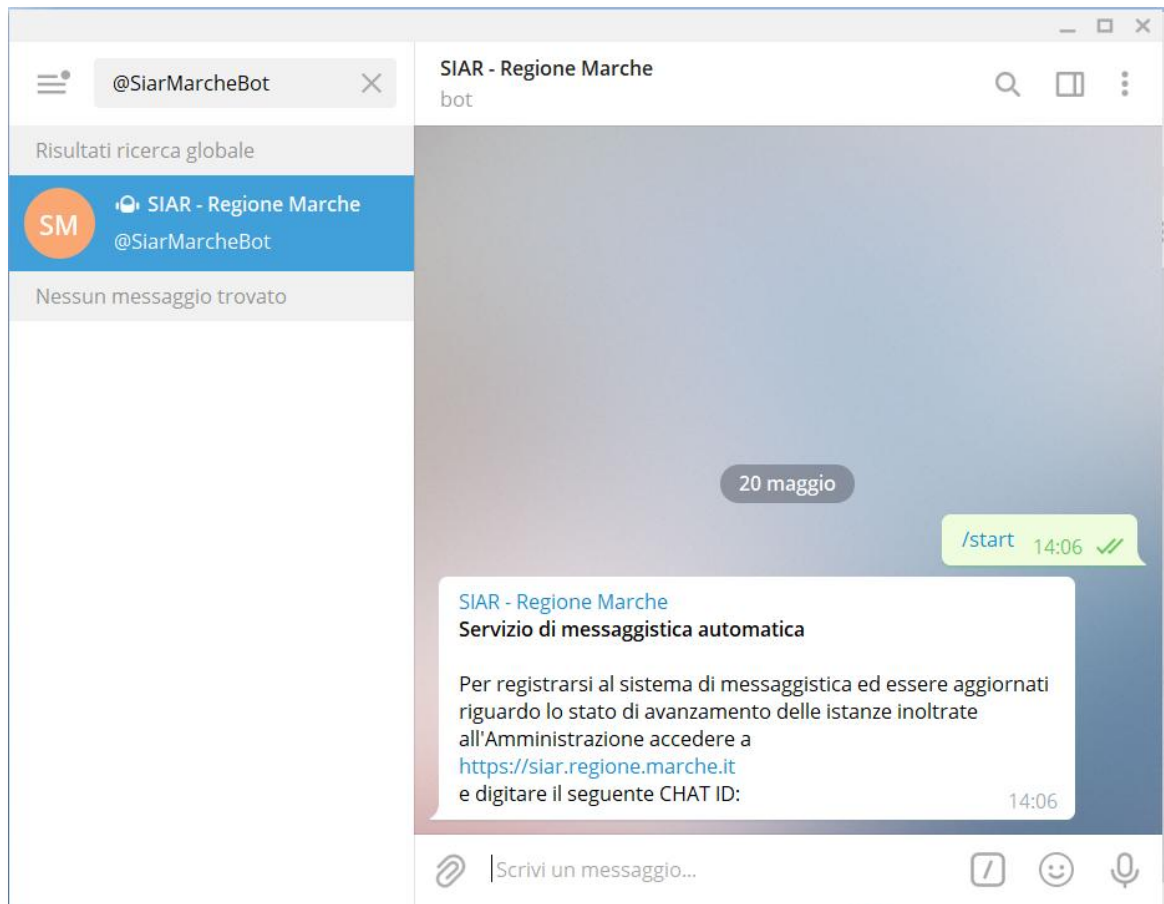 @SiarMarcheBot
Risultati ricerca globale
SM
SIAR - Regione Marche
@SiarMarcheBot
Nessun messaggio trovato
SIAR - Regione Marche
bot
20 maggio
/start 14:06
SIAR - Regione Marche
Servizio di messaggistica automatica
Per registrarsi al sistema di messaggistica ed essere aggiornati
riguardo lo stato di avanzamento delle istanze inoltrate
all'Amministrazione accedere a
https://siar.regione.marche.it
e digitare il seguente CHAT ID:
14:06
Scrivi un messaggio...